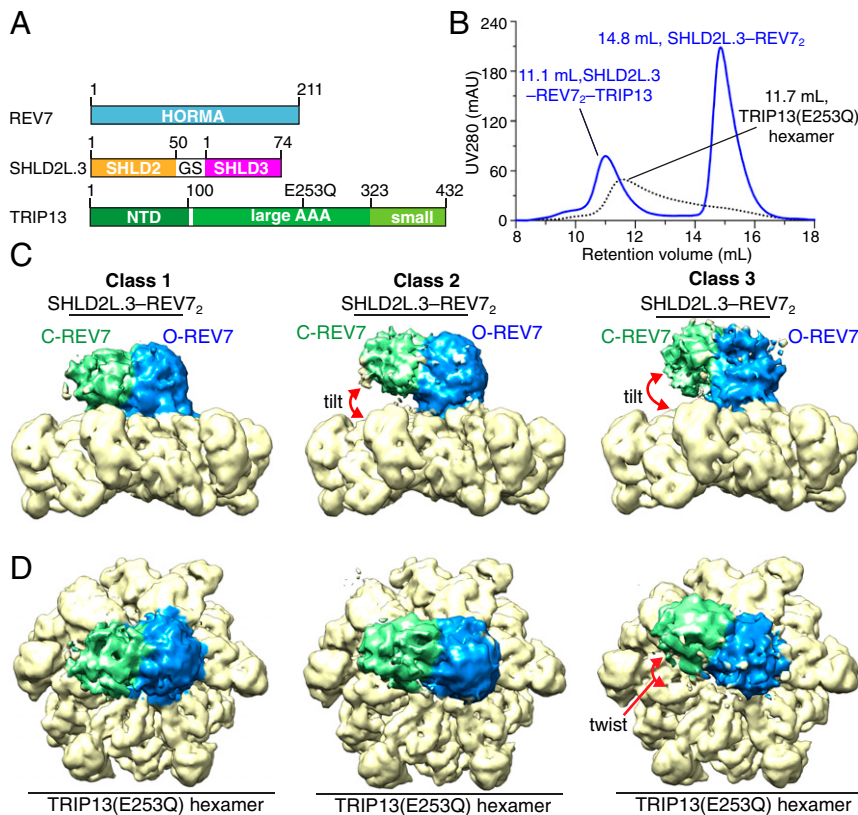 A
1 211
REV7 HORMA
1 50 1 74
SHLD2L.3 SHLD2 GS SHLD3
1 100 E253Q 323 432
TRIP13 NTD large AAA small
B
UV280 (mAU)
240
180
120
60
0
8 10 12 14 16 18
Retention volume (mL)
14.8 mL, SHLD2L.3–REV7₂
11.1 mL,SHLD2L.3
–REV7₂–TRIP13
11.7 mL,
TRIP13(E253Q)
hexamer
C
Class 1
SHLD2L.3–REV7₂
C-REV7 O-REV7
Class 2
SHLD2L.3–REV7₂
C-REV7 O-REV7
tilt
Class 3
SHLD2L.3–REV7₂
C-REV7 O-REV7
tilt
D
twist
TRIP13(E253Q) hexamer
TRIP13(E253Q) hexamer
TRIP13(E253Q) hexamer